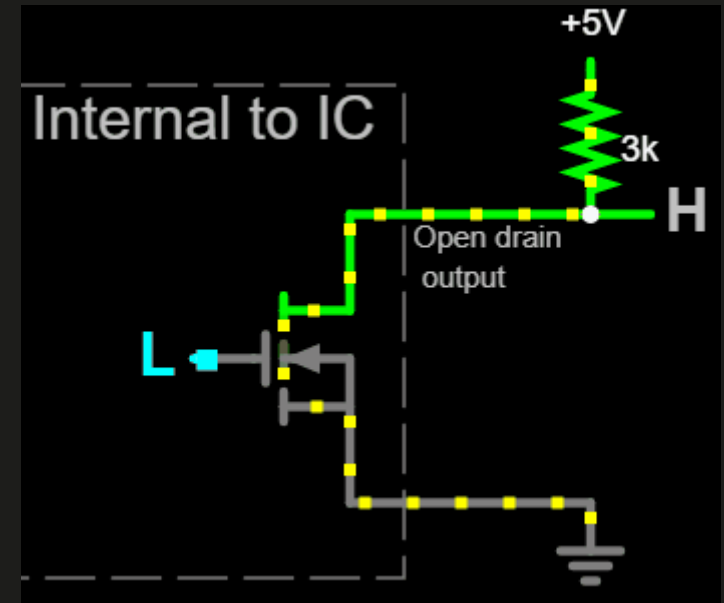 +5V
Internal to IC
3k
H
Open drain
output
L